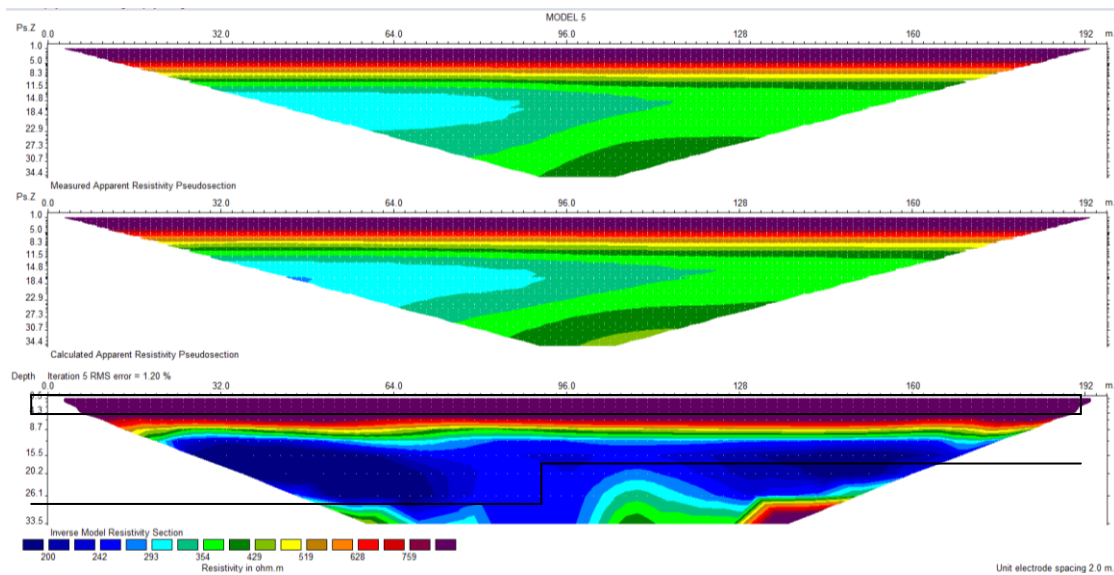 MODEL 5
Ps.Z 0.0 32.0 64.0 96.0 128 160 192 m.
1.0
5.0
8.3
11.5
14.8
18.4
22.9
27.3
30.7
34.4
Measured Apparent Resistivity Pseudosection
Ps.Z 0.0 32.0 64.0 96.0 128 160 192 m.
1.0
5.0
8.3
11.5
14.8
18.4
22.9
27.3
30.7
34.4
Calculated Apparent Resistivity Pseudosection
Depth Iteration 5 RMS error = 1.20 %
0.0 32.0 64.0 96.0 128 160 192 m.
8.7
15.5
20.2
26.1
33.5
Inverse Model Resistivity Section
200 242 293 354 429 519 628 759
Resistivity in ohm.m
Unit electrode spacing 2.0 m.